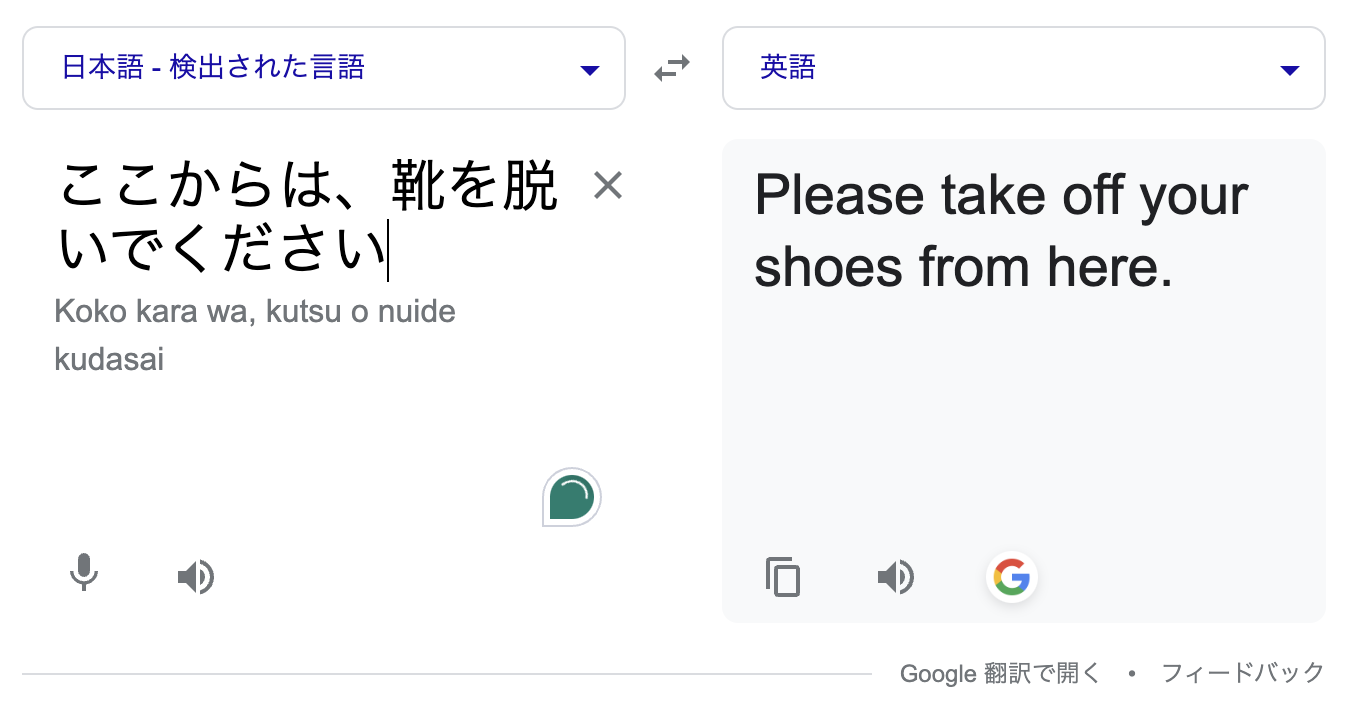 日本語 - 検出された言語
英語
ここからは、靴を脱
いでください
Koko kara wa, kutsu o nuide
kudasai
Please take off your
shoes from here.
Google 翻訳で開く • フィードバック